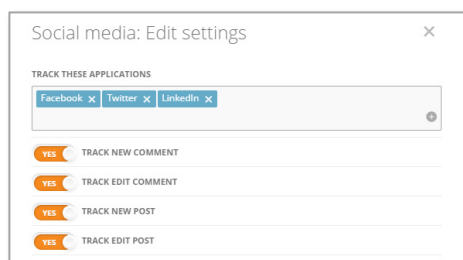 Social media: Edit settings
TRACK THESE APPLICATIONS
Facebook x Twitter x LinkedIn x
YES TRACK NEW COMMENT
YES TRACK EDIT COMMENT
YES TRACK NEW POST
YES TRACK EDIT POST